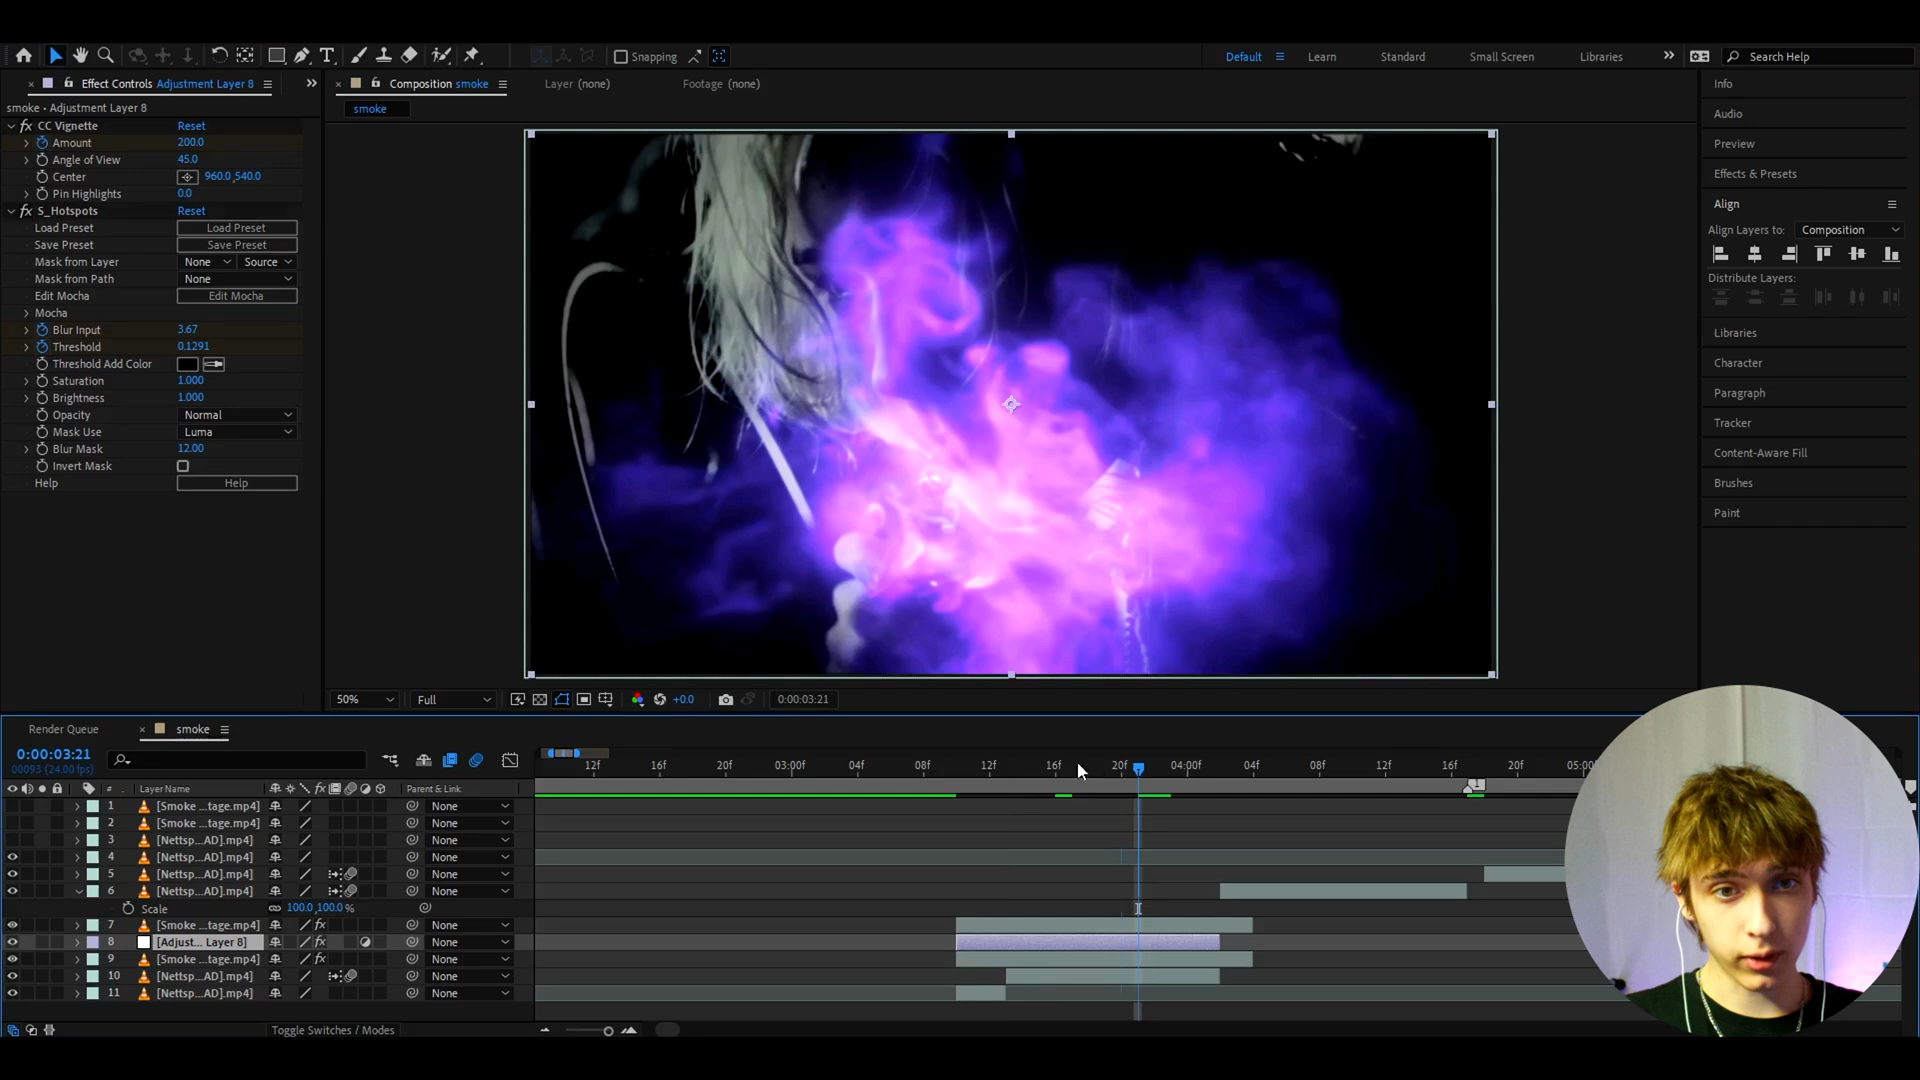 Snapping
Default
Learn
Standard
Small Screen
Libraries
Search Help
Effect Controls Adjustment Layer 8
Composition smoke
Layer (none)
Footage (none)
smoke • Adjustment Layer 8
smoke
fx CC Vignette Reset
Amount 200.0
Angle of View 45.0
Center 960.0,540.0
Pin Highlights 0.0
fx S_Hotspots Reset
Load Preset Load Preset
Save Preset Save Preset
Mask from Layer None Source
Mask from Path None
Edit Mocha Edit Mocha
Mocha
Blur Input 3.67
Threshold 0.1291
Threshold Add Color
Saturation 1.000
Brightness 1.000
Opacity Normal
Mask Use Luma
Blur Mask 12.00
Invert Mask
Help Help
Info
Audio
Preview
Effects & Presets
Align
Align Layers to: Composition
Distribute Layers:
Libraries
Character
Paragraph
Tracker
Content-Aware Fill
Brushes
Paint
50% Full +0.0 0:00:03:21
Render Queue
smoke
0:00:03:21
00093 (24.00 fps)
12f 16f 20f 03:00f 04f 08f 12f 16f 20f 04:00f 04f 08f 12f 16f 20f 05:00
# Layer Name Parent & Link
1 [Smoke ...tage.mp4] None
2 [Smoke ...tage.mp4] None
3 [Nettsp...AD].mp4] None
4 [Nettsp...AD].mp4] None
5 [Nettsp...AD].mp4] None
6 [Nettsp...AD].mp4] None
Scale 100.0,100.0%
7 [Smoke ...tage.mp4] fx None
8 [Adjust... Layer 8] fx None
9 [Smoke ...tage.mp4] fx None
10 [Nettsp...AD].mp4] None
11 [Nettsp...AD].mp4] None
Toggle Switches / Modes